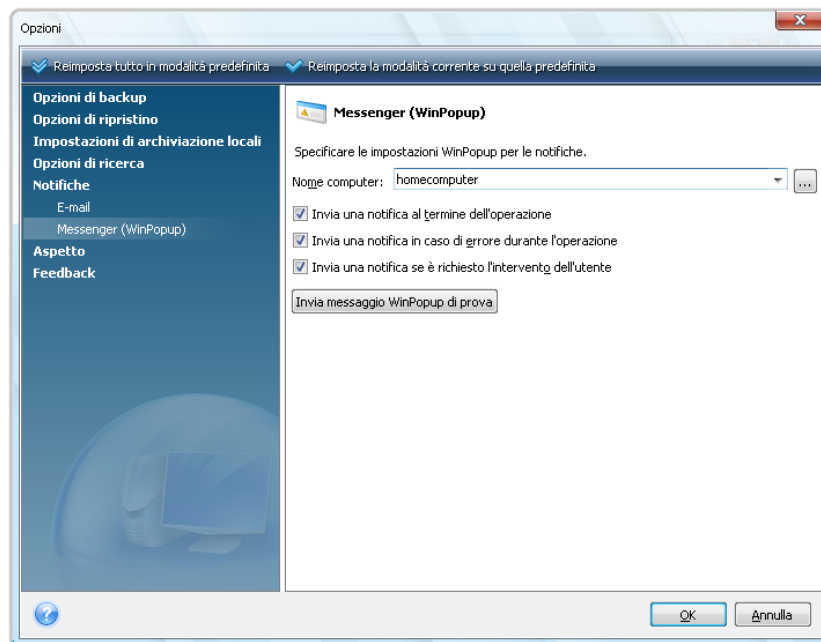 Opzioni
Reimposta tutto in modalità predefinita
Reimposta la modalità corrente su quella predefinita
Opzioni di backup
Opzioni di ripristino
Impostazioni di archiviazione locali
Opzioni di ricerca
Notifiche
E-mail
Messenger (WinPopup)
Aspetto
Feedback
Messenger (WinPopup)
Specificare le impostazioni WinPopup per le notifiche.
Nome computer: homecomputer ...
Invia una notifica al termine dell'operazione
Invia una notifica in caso di errore durante l'operazione
Invia una notifica se è richiesto l'intervento dell'utente
Invia messaggio WinPopup di prova
OK Annulla